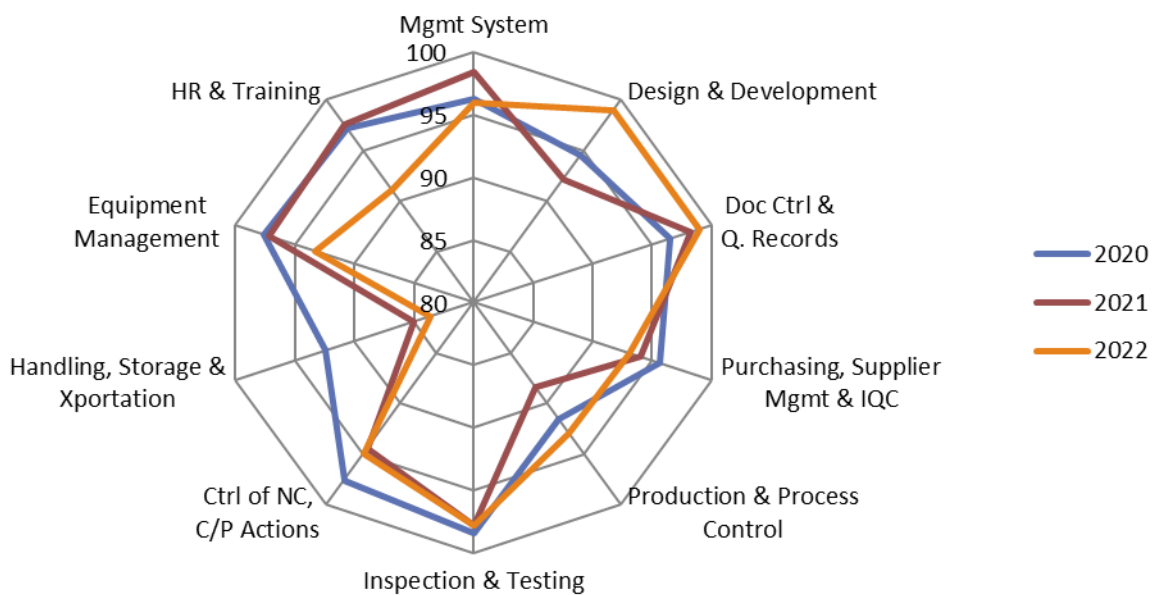 Mgmt System
100
HR & Training
Design & Development
95
90
Equipment
Management
Doc Ctrl &
Q. Records
85
2020
80
2021
2022
Handling, Storage &
Xportation
Purchasing, Supplier
Mgmt & IQC
Ctrl of NC,
C/P Actions
Production & Process
Control
Inspection & Testing